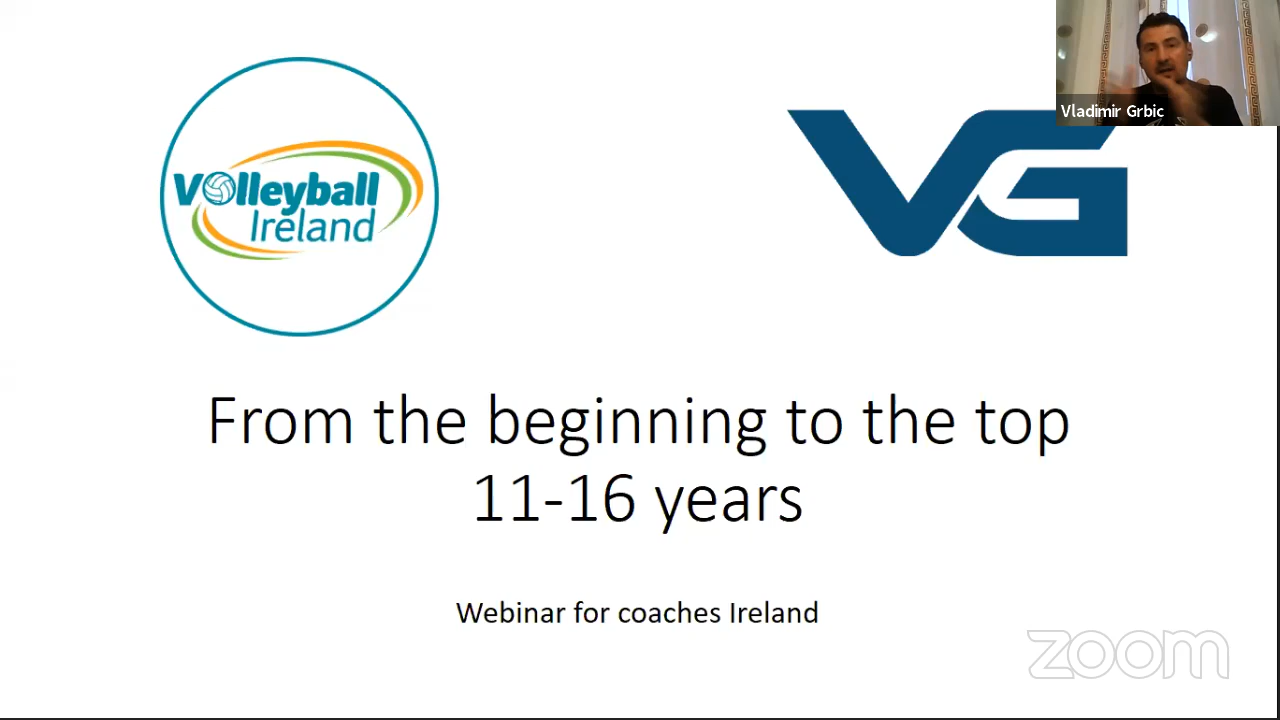 Vladimir Grbic
Volleyball
Ireland
VG
From the beginning to the top
11-16 years
Webinar for coaches Ireland
zoom